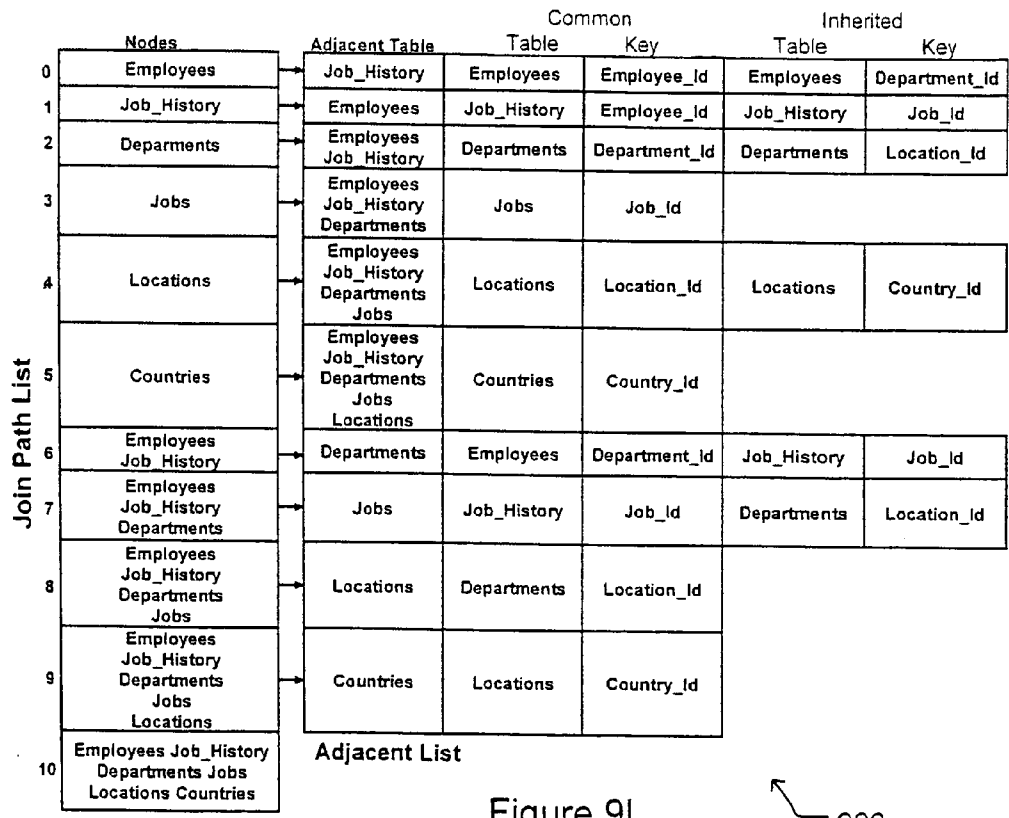 Common Inherited
Nodes Adjacent Table Table Key Table Key
0 Employees Job_History Employees Employee_Id Employees Department_Id
1 Job_History Employees Job_History Employee_Id Job_History Job_Id
2 Deparments Employees Job_History Departments Department_Id Departments Location_Id
3 Jobs Employees Job_History Departments Jobs Job_Id
4 Locations Employees Job_History Departments Jobs Locations Location_Id Locations Country_Id
5 Countries Employees Job_History Departments Jobs Locations Countries Country_Id
6 Employees Job_History Departments Employees Department_Id Job_History Job_Id
7 Employees Job_History Departments Jobs Job_History Job_Id Departments Location_Id
8 Employees Job_History Departments Jobs Locations Departments Location_Id
9 Employees Job_History Departments Jobs Locations Countries Locations Country_Id
10 Employees Job_History Departments Jobs Locations Countries
Join Path List
Adjacent List